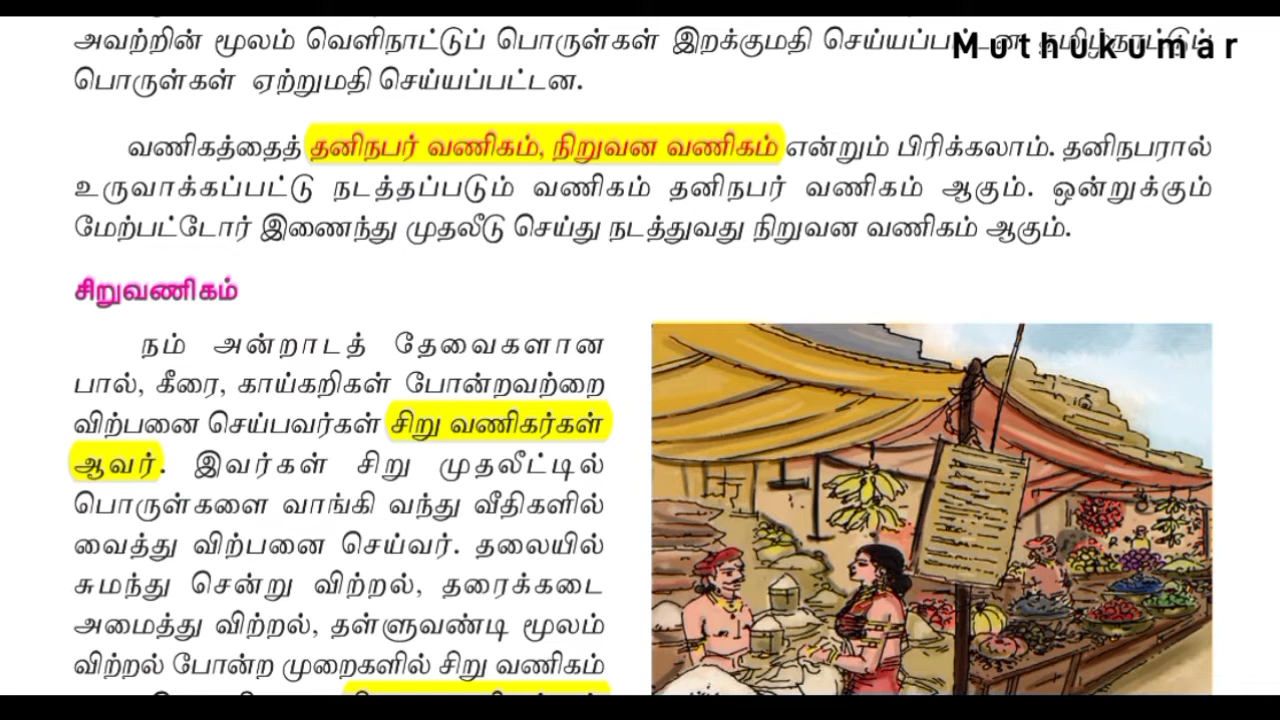 அவற்றின் மூலம் வெளிநாட்டுப் பொருள்கள் இறக்குமதி
Muthukumar
பொருள்கள் ஏற்றுமதி செய்யப்பட்டன.
வணிகத்தைத் தனிநபர் வணிகம், நிறுவன வணிகம் என்றும் பிரிக்கலாம். தனிநபரால்
உருவாக்கப்பட்டு நடத்தப்படும் வணிகம் தனிநபர் வணிகம் ஆகும். ஒன்றுக்கும்
மேற்பட்டோர் இணைந்து முதலீடு செய்து நடத்துவது நிறுவன வணிகம் ஆகும்.
சிறுவணிகம்
நம் அன்றாடத் தேவைகளான
பால், கீரை, காய்கறிகள் போன்றவற்றை
விற்பனை செய்பவர்கள் சிறு வணிகர்கள்
ஆவர். இவர்கள் சிறு முதலீட்டில்
பொருள்களை வாங்கி வந்து வீதிகளில்
வைத்து விற்பனை செய்வர். தலையில்
சுமந்து சென்று விற்றல், தரைக்கடை
அமைத்து விற்றல், தள்ளுவண்டி மூலம்
விற்றல் போன்ற முறைகளில் சிறு வணிகம்